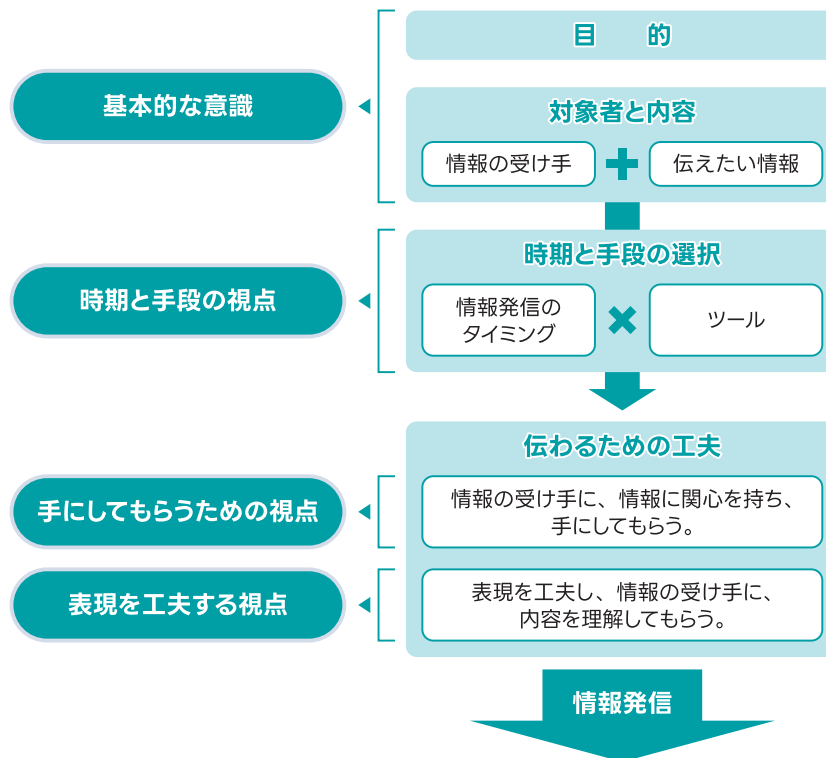 目　的
基本的な意識
対象者と内容
情報の受け手
伝えたい情報
時期と手段の選択
時期と手段の視点
情報発信の
タイミング
ツール
伝わるための工夫
手にしてもらうための視点
情報の受け手に、情報に関心を持ち、
手にしてもらう。
表現を工夫する視点
表現を工夫し、情報の受け手に、
内容を理解してもらう。
情報発信